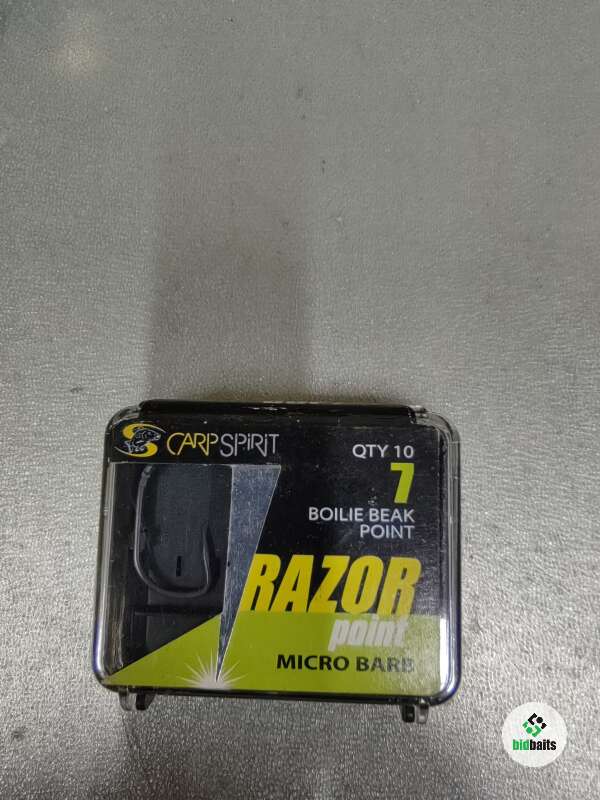 CARP SPIRIT
QTY 10
7
BOILIE BEAK
POINT
RAZOR
point
MICRO BARB
bidbaits